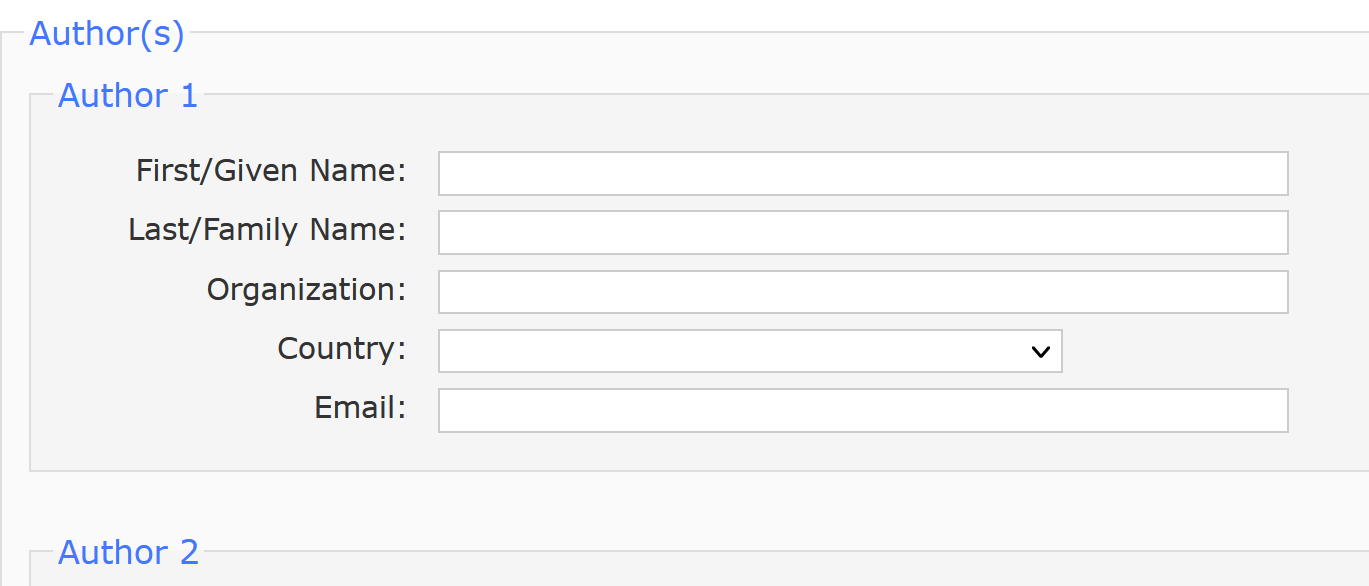 Author(s)
Author 1
First/Given Name:
Last/Family Name:
Organization:
Country:
Email:
Author 2